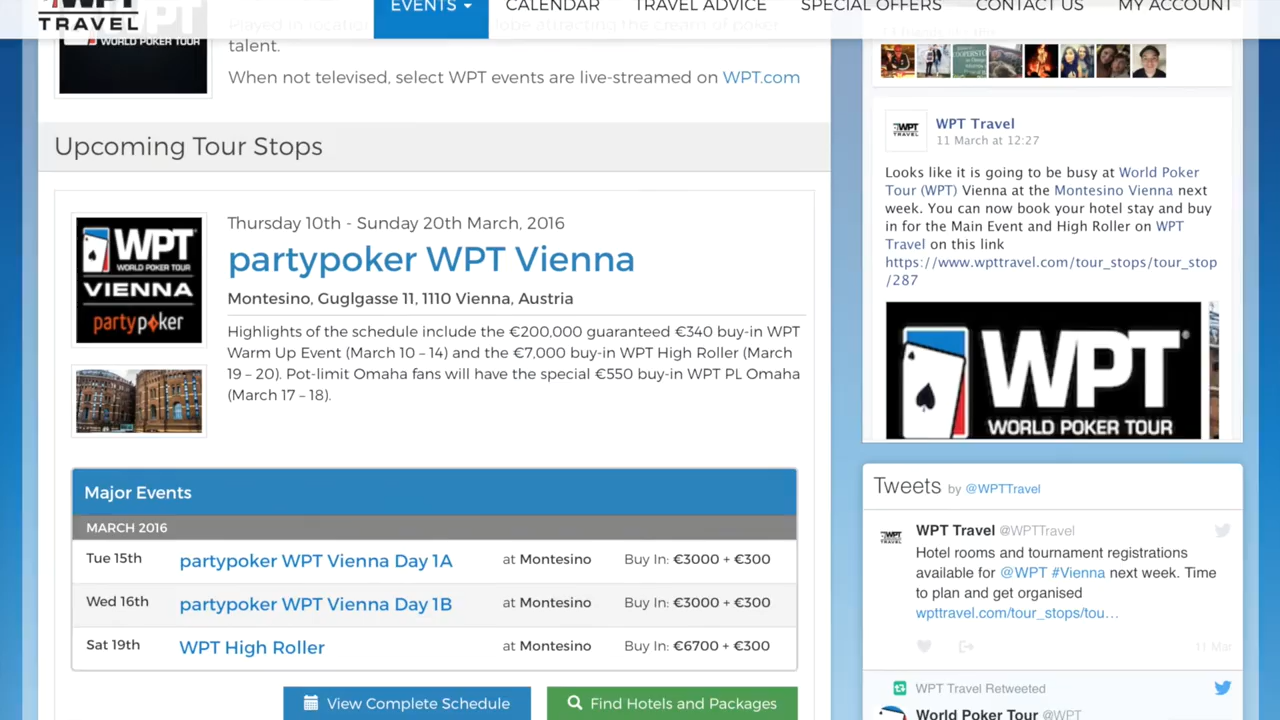 WPT
TRAVEL
EVENTS
CALENDAR
TRAVEL ADVICE
SPECIAL OFFERS
CONTACT US
MY ACCOUNT
WORLD POKER TOUR
talent.
When not televised, select WPT events are live-streamed on WPT.com
Upcoming Tour Stops
WPT
WORLD POKER TOUR
VIENNA
partypoker
Thursday 10th - Sunday 20th March, 2016
partypoker WPT Vienna
Montesino, Guglgasse 11, 1110 Vienna, Austria
Highlights of the schedule include the €200,000 guaranteed €340 buy-in WPT
Warm Up Event (March 10 – 14) and the €7,000 buy-in WPT High Roller (March
19 – 20). Pot-limit Omaha fans will have the special €550 buy-in WPT PL Omaha
(March 17 – 18).
Major Events
MARCH 2016
Tue 15th partypoker WPT Vienna Day 1A at Montesino Buy In: €3000 + €300
Wed 16th partypoker WPT Vienna Day 1B at Montesino Buy In: €3000 + €300
Sat 19th WPT High Roller at Montesino Buy In: €6700 + €300
View Complete Schedule
Find Hotels and Packages
WPT
TRAVEL
WPT Travel
11 March at 12:27
Looks like it is going to be busy at World Poker
Tour (WPT) Vienna at the Montesino Vienna next
week. You can now book your hotel stay and buy
in for the Main Event and High Roller on WPT
Travel on this link
https://www.wpttravel.com/tour_stops/tour_stop
/287
WPT
WORLD POKER TOUR
Tweets by @WPTTravel
WPT
TRAVEL
WPT Travel @WPTTravel
Hotel rooms and tournament registrations
available for @WPT #Vienna next week. Time
to plan and get organised
wpttravel.com/tour_stops/tou…
11 Mar
WPT Travel Retweeted
World Poker Tour @WPT